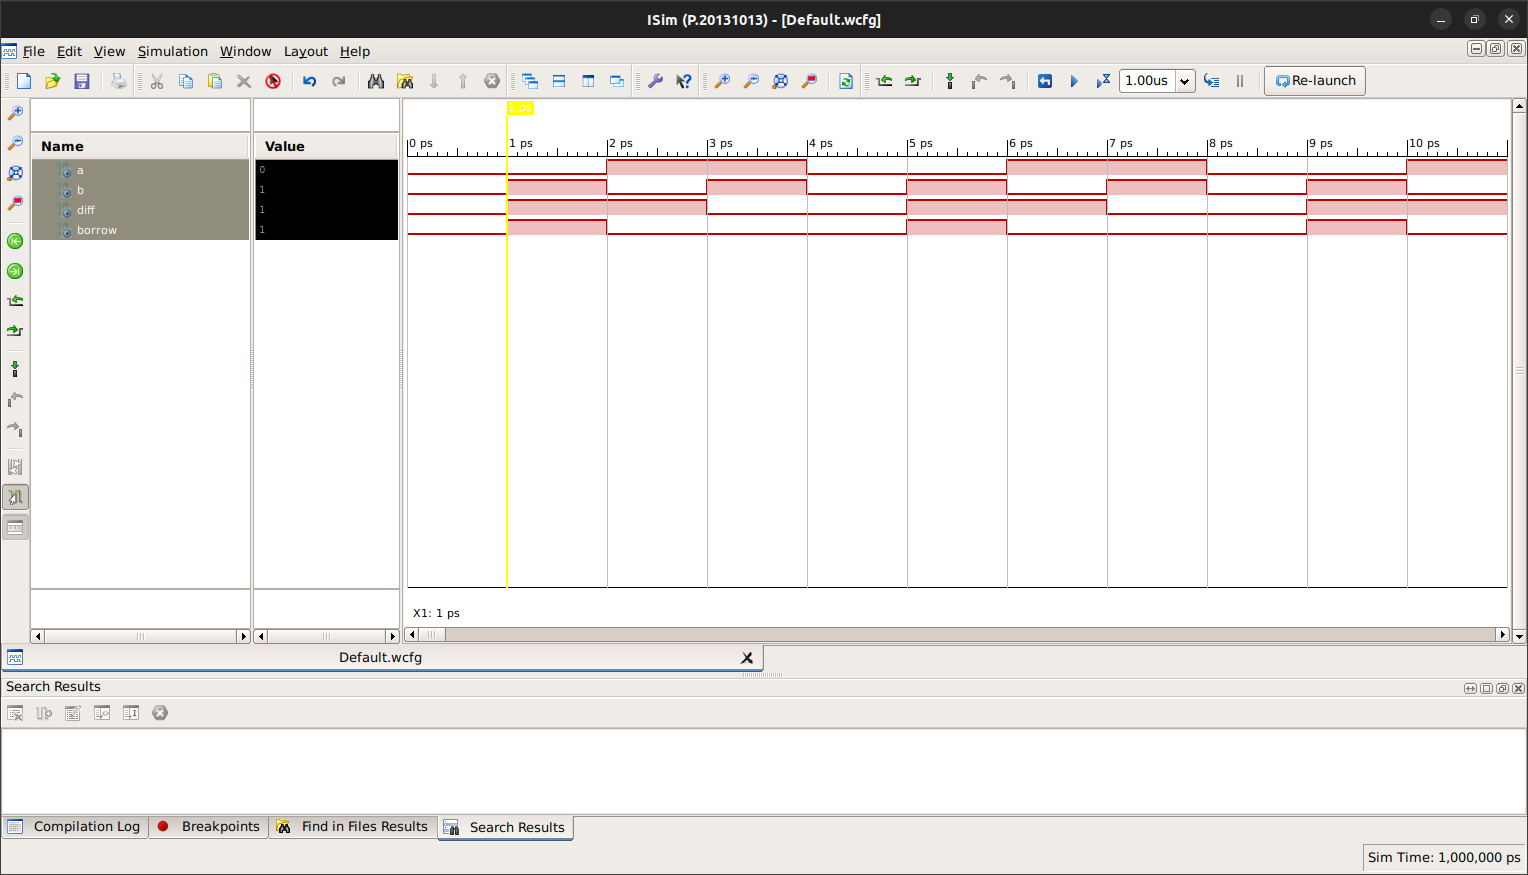 ISim (P.20131013) - [Default.wcfg]
File Edit View Simulation Window Layout Help
1.00us
Re-launch
1 ps
Name Value
0 ps 1 ps 2 ps 3 ps 4 ps 5 ps 6 ps 7 ps 8 ps 9 ps 10 ps
a 0
b 1
diff 1
borrow 1
X1: 1 ps
Default.wcfg
Search Results
Compilation Log Breakpoints Find in Files Results Search Results
Sim Time: 1,000,000 ps